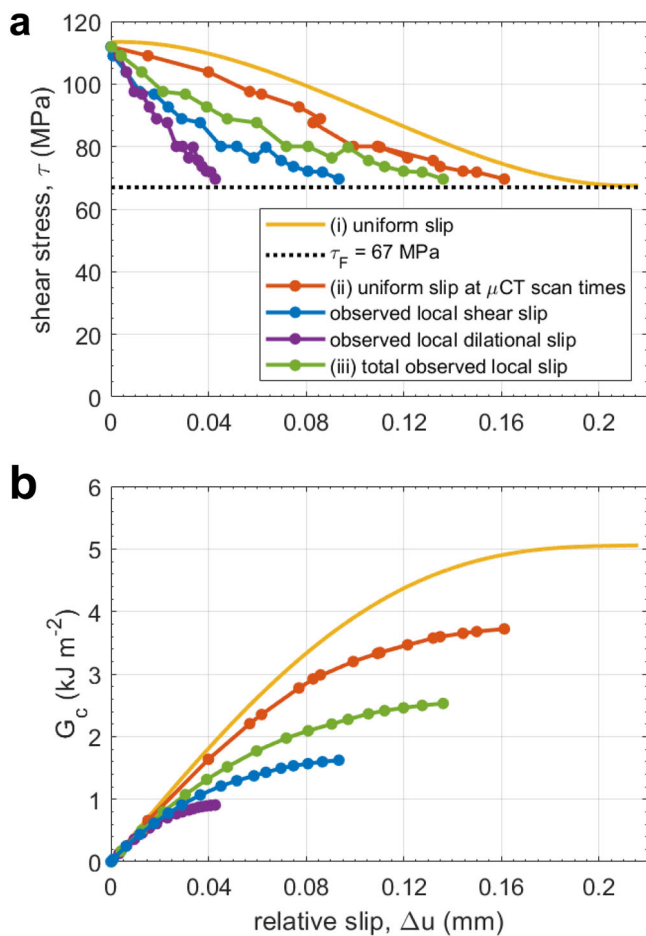 a
120
100
80
60
40
20
0
shear stress, τ (MPa)
(i) uniform slip
τF = 67 MPa
(ii) uniform slip at μCT scan times
observed local shear slip
observed local dilational slip
(iii) total observed local slip
0
0.04
0.08
0.12
0.16
0.2
b
6
5
4
3
2
1
0
Gc (kJ m-2)
0
0.04
0.08
0.12
0.16
0.2
relative slip, Δu (mm)